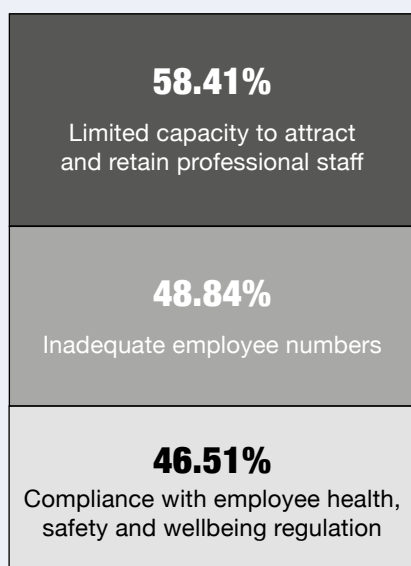 58.41%
Limited capacity to attract
and retain professional staff
48.84%
Inadequate employee numbers
46.51%
Compliance with employee health,
safety and wellbeing regulation